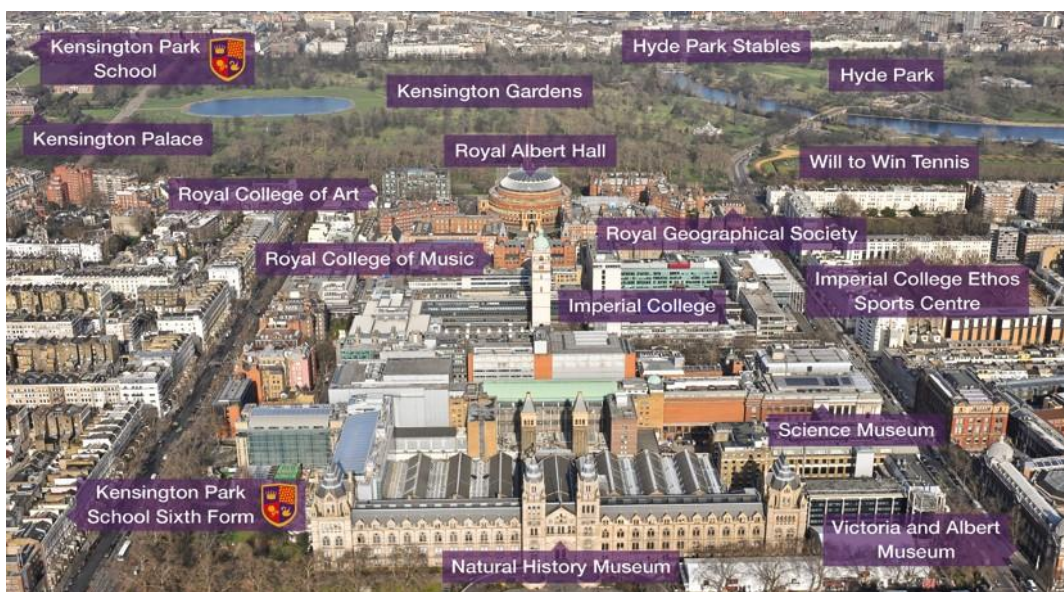 Kensington Park
School
Hyde Park Stables
Hyde Park
Kensington Gardens
Kensington Palace
Royal Albert Hall
Will to Win Tennis
Royal College of Art
Royal Geographical Society
Royal College of Music
Imperial College Ethos
Sports Centre
Imperial College
Science Museum
Kensington Park
School Sixth Form
Victoria and Albert
Museum
Natural History Museum